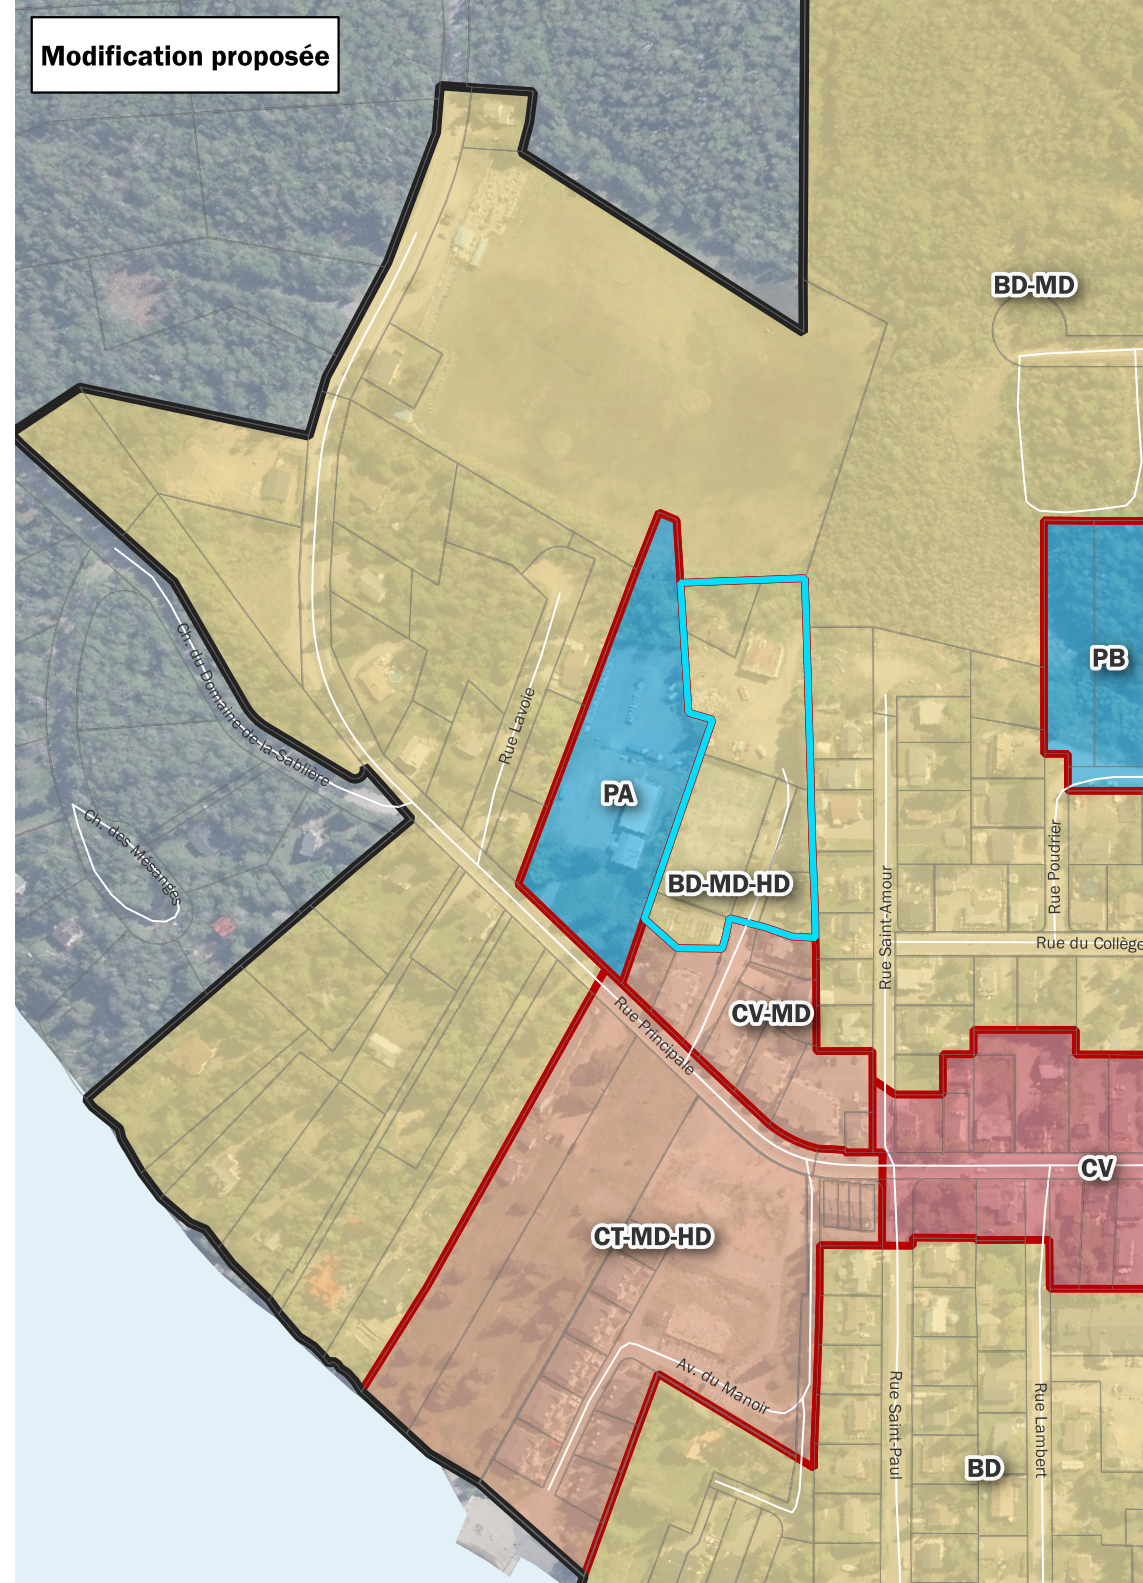 Modification proposée
BD-MD
Ch. du Domaine-de-la-Sablière
PB
Rue Lavoie
PA
Ch. des Mésanges
Rue Poudrier
BD-MD-HD
Rue Saint-Amour
Rue du Collège
Rue Principale
CV-MD
CV
CT-MD-HD
Av. du Manoir
Rue Saint-Paul
Rue Lambert
BD